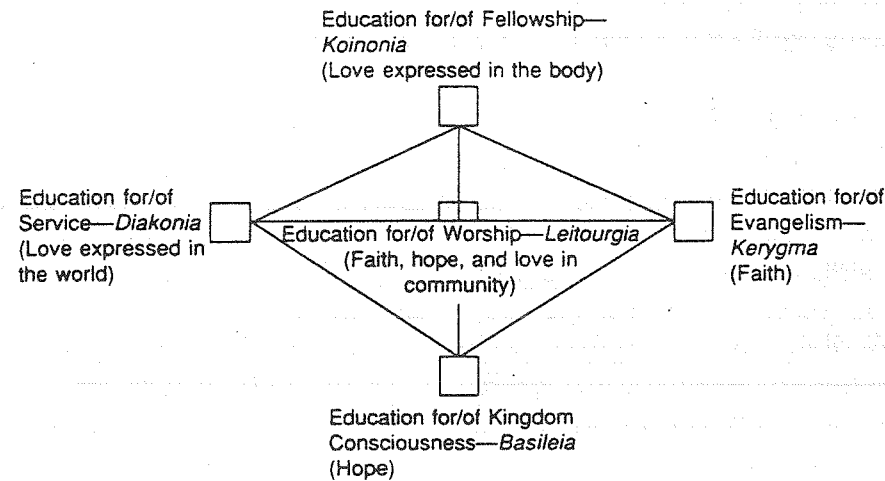 Education for/of Fellowship—
Koinonia
(Love expressed in the body)
Education for/of
Service—Diakonia
(Love expressed in
the world)
Education for/of Worship—Leitourgia
(Faith, hope, and love in
community)
Education for/of
Evangelism—
Kerygma
(Faith)
Education for/of Kingdom
Consciousness—Basileia
(Hope)